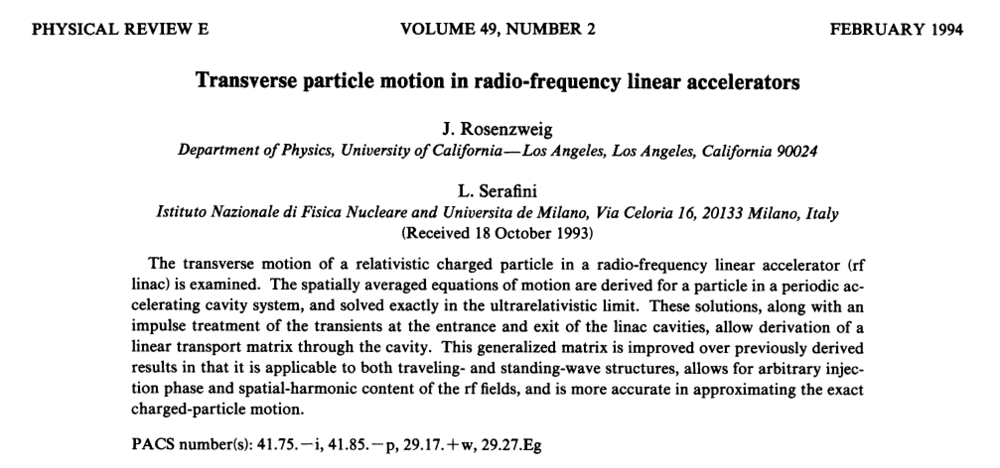 PHYSICAL REVIEW E VOLUME 49, NUMBER 2 FEBRUARY 1994
Transverse particle motion in radio-frequency linear accelerators
J. Rosenzweig
Department of Physics, University of California—Los Angeles, Los Angeles, California 90024
L. Serafini
Istituto Nazionale di Fisica Nucleare and Universita de Milano, Via Celoria 16, 20133 Milano, Italy
(Received 18 October 1993)
The transverse motion of a relativistic charged particle in a radio-frequency linear accelerator (rf
linac) is examined. The spatially averaged equations of motion are derived for a particle in a periodic ac-
celerating cavity system, and solved exactly in the ultrarelativistic limit. These solutions, along with an
impulse treatment of the transients at the entrance and exit of the linac cavities, allow derivation of a
linear transport matrix through the cavity. This generalized matrix is improved over previously derived
results in that it is applicable to both traveling- and standing-wave structures, allows for arbitrary injec-
tion phase and spatial-harmonic content of the rf fields, and is more accurate in approximating the exact
charged-particle motion.
PACS number(s): 41.75.−i, 41.85.−p, 29.17.+w, 29.27.Eg